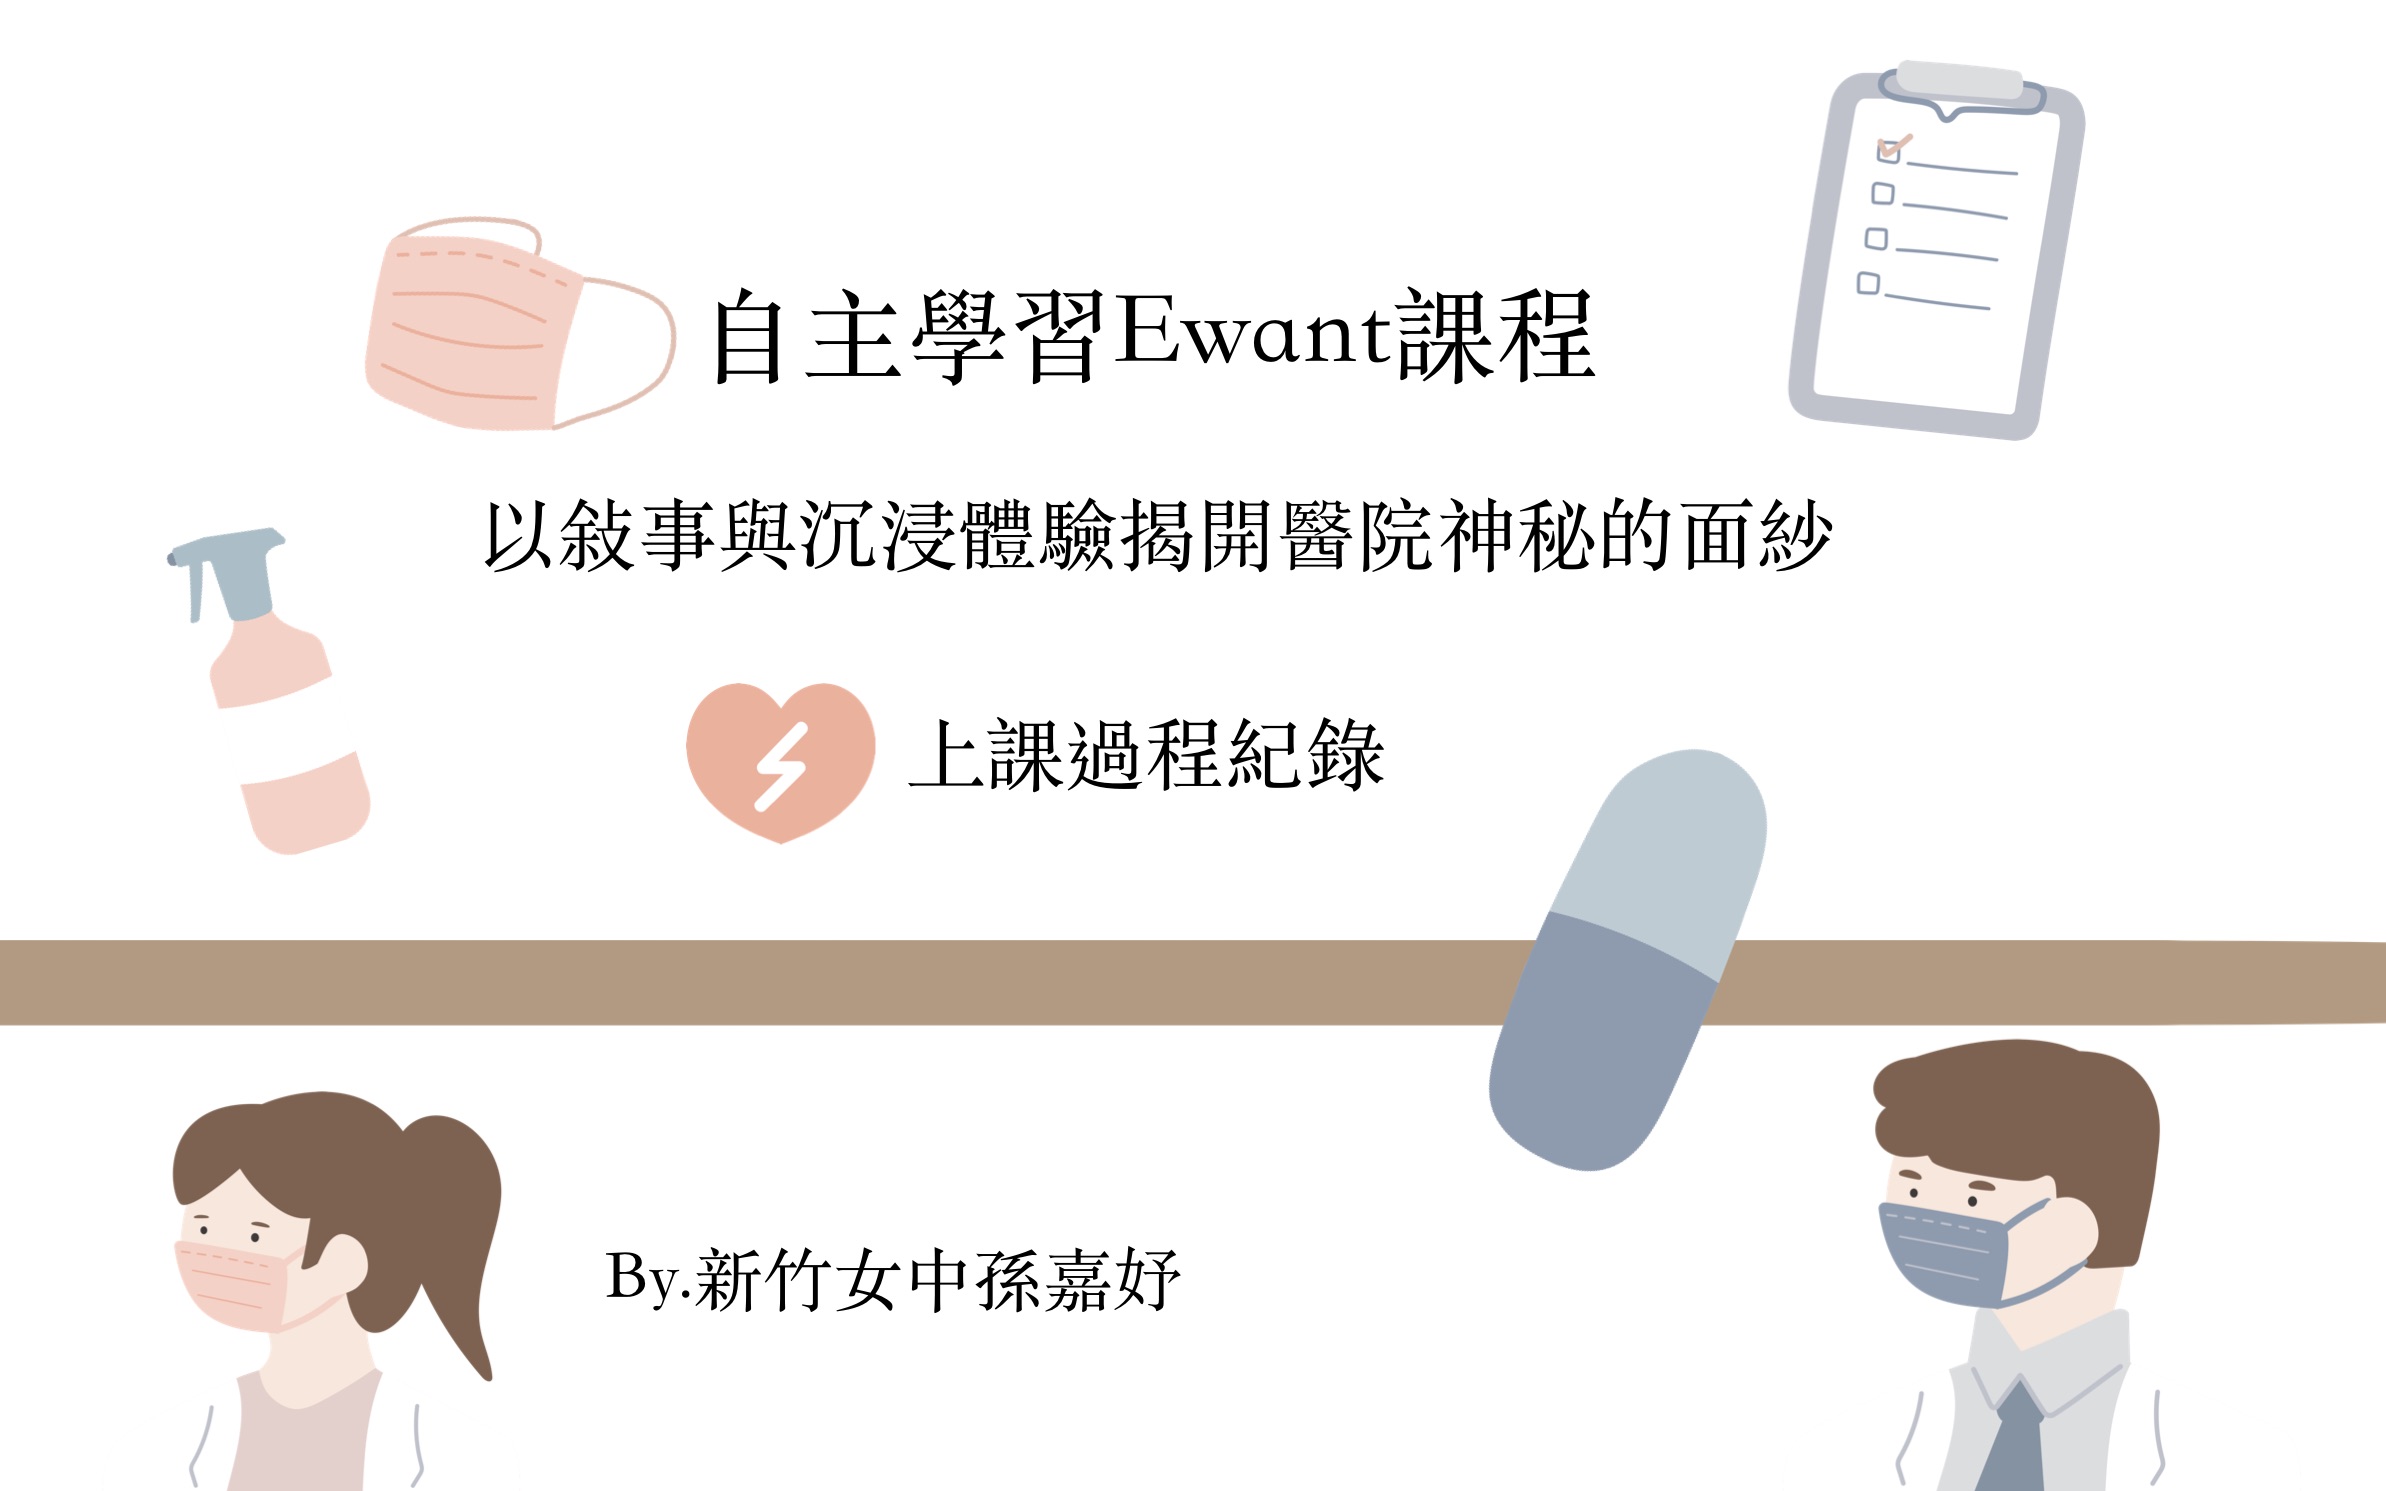 自主學習Ewant課程
以敘事與沉浸體驗揭開醫院神秘的面紗
上課過程紀錄
By.新竹女中孫嘉妤